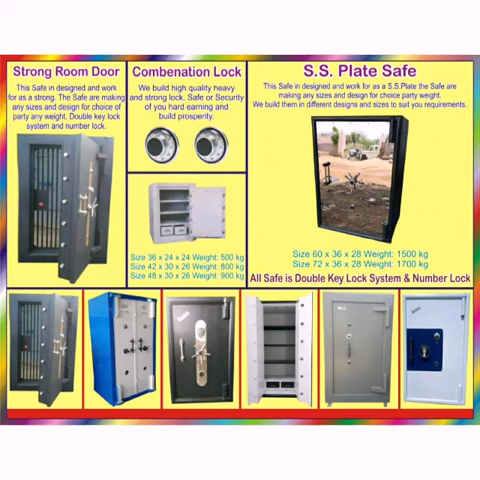 Strong Room Door
This Safe in designed and work
for as a strong. The Safe are making
any sizes and design for choice of
party any weight. Double key lock
system and number lock.
Combenation Lock
We build high quality heavy
and strong lock. Safe or Security
of you hard earning and
build prosperity.
Size 36 x 24 x 24 Weight: 500 kg
Size 42 x 30 x 26 Weight: 800 kg
Size 48 x 30 x 26 Weight: 900 kg
S.S. Plate Safe
This Safe in designed and work for as a S.S.Plate the Safe are
making any sizes and design for choice party weight.
We build them in different designs and sizes to suit you requirements.
Size 60 x 36 x 28 Weight: 1500 kg
Size 72 x 36 x 28 Weight: 1700 kg
All Safe is Double Key Lock System & Number Lock